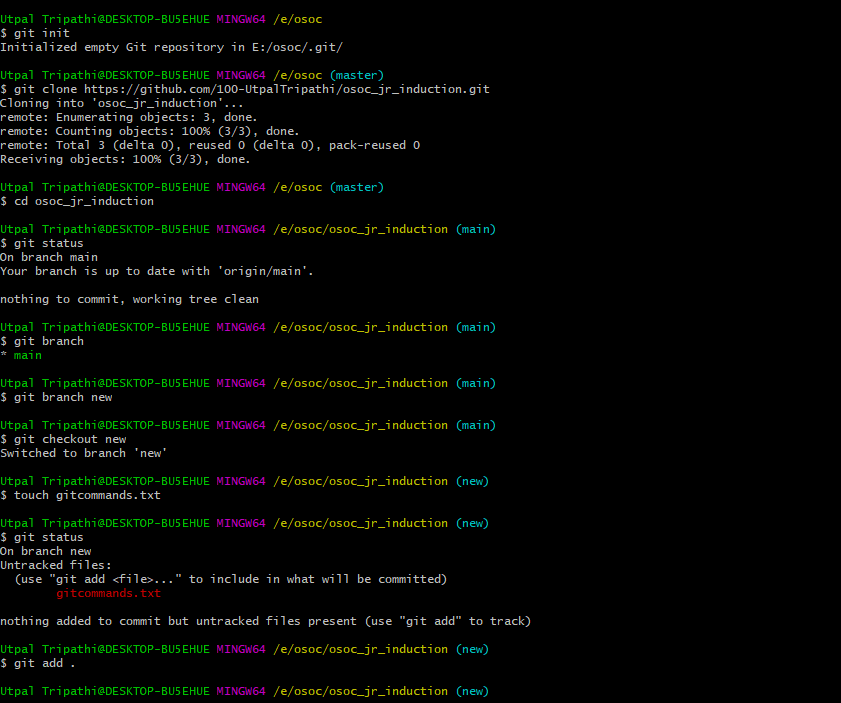 Utpal Tripathi@DESKTOP-BU5EHUE MINGW64 /e/osoc
$ git init
Initialized empty Git repository in E:/osoc/.git/
Utpal Tripathi@DESKTOP-BU5EHUE MINGW64 /e/osoc (master)
$ git clone https://github.com/100-UtpalTripathi/osoc_jr_induction.git
Cloning into 'osoc_jr_induction'...
remote: Enumerating objects: 3, done.
remote: Counting objects: 100% (3/3), done.
remote: Total 3 (delta 0), reused 0 (delta 0), pack-reused 0
Receiving objects: 100% (3/3), done.
Utpal Tripathi@DESKTOP-BU5EHUE MINGW64 /e/osoc (master)
$ cd osoc_jr_induction
Utpal Tripathi@DESKTOP-BU5EHUE MINGW64 /e/osoc/osoc_jr_induction (main)
$ git status
On branch main
Your branch is up to date with 'origin/main'.
nothing to commit, working tree clean
Utpal Tripathi@DESKTOP-BU5EHUE MINGW64 /e/osoc/osoc_jr_induction (main)
$ git branch
* main
Utpal Tripathi@DESKTOP-BU5EHUE MINGW64 /e/osoc/osoc_jr_induction (main)
$ git branch new
Utpal Tripathi@DESKTOP-BU5EHUE MINGW64 /e/osoc/osoc_jr_induction (main)
$ git checkout new
Switched to branch 'new'
Utpal Tripathi@DESKTOP-BU5EHUE MINGW64 /e/osoc/osoc_jr_induction (new)
$ touch gitcommands.txt
Utpal Tripathi@DESKTOP-BU5EHUE MINGW64 /e/osoc/osoc_jr_induction (new)
$ git status
On branch new
Untracked files:
  (use "git add <file>..." to include in what will be committed)
        gitcommands.txt
nothing added to commit but untracked files present (use "git add" to track)
Utpal Tripathi@DESKTOP-BU5EHUE MINGW64 /e/osoc/osoc_jr_induction (new)
$ git add .
Utpal Tripathi@DESKTOP-BU5EHUE MINGW64 /e/osoc/osoc_jr_induction (new)